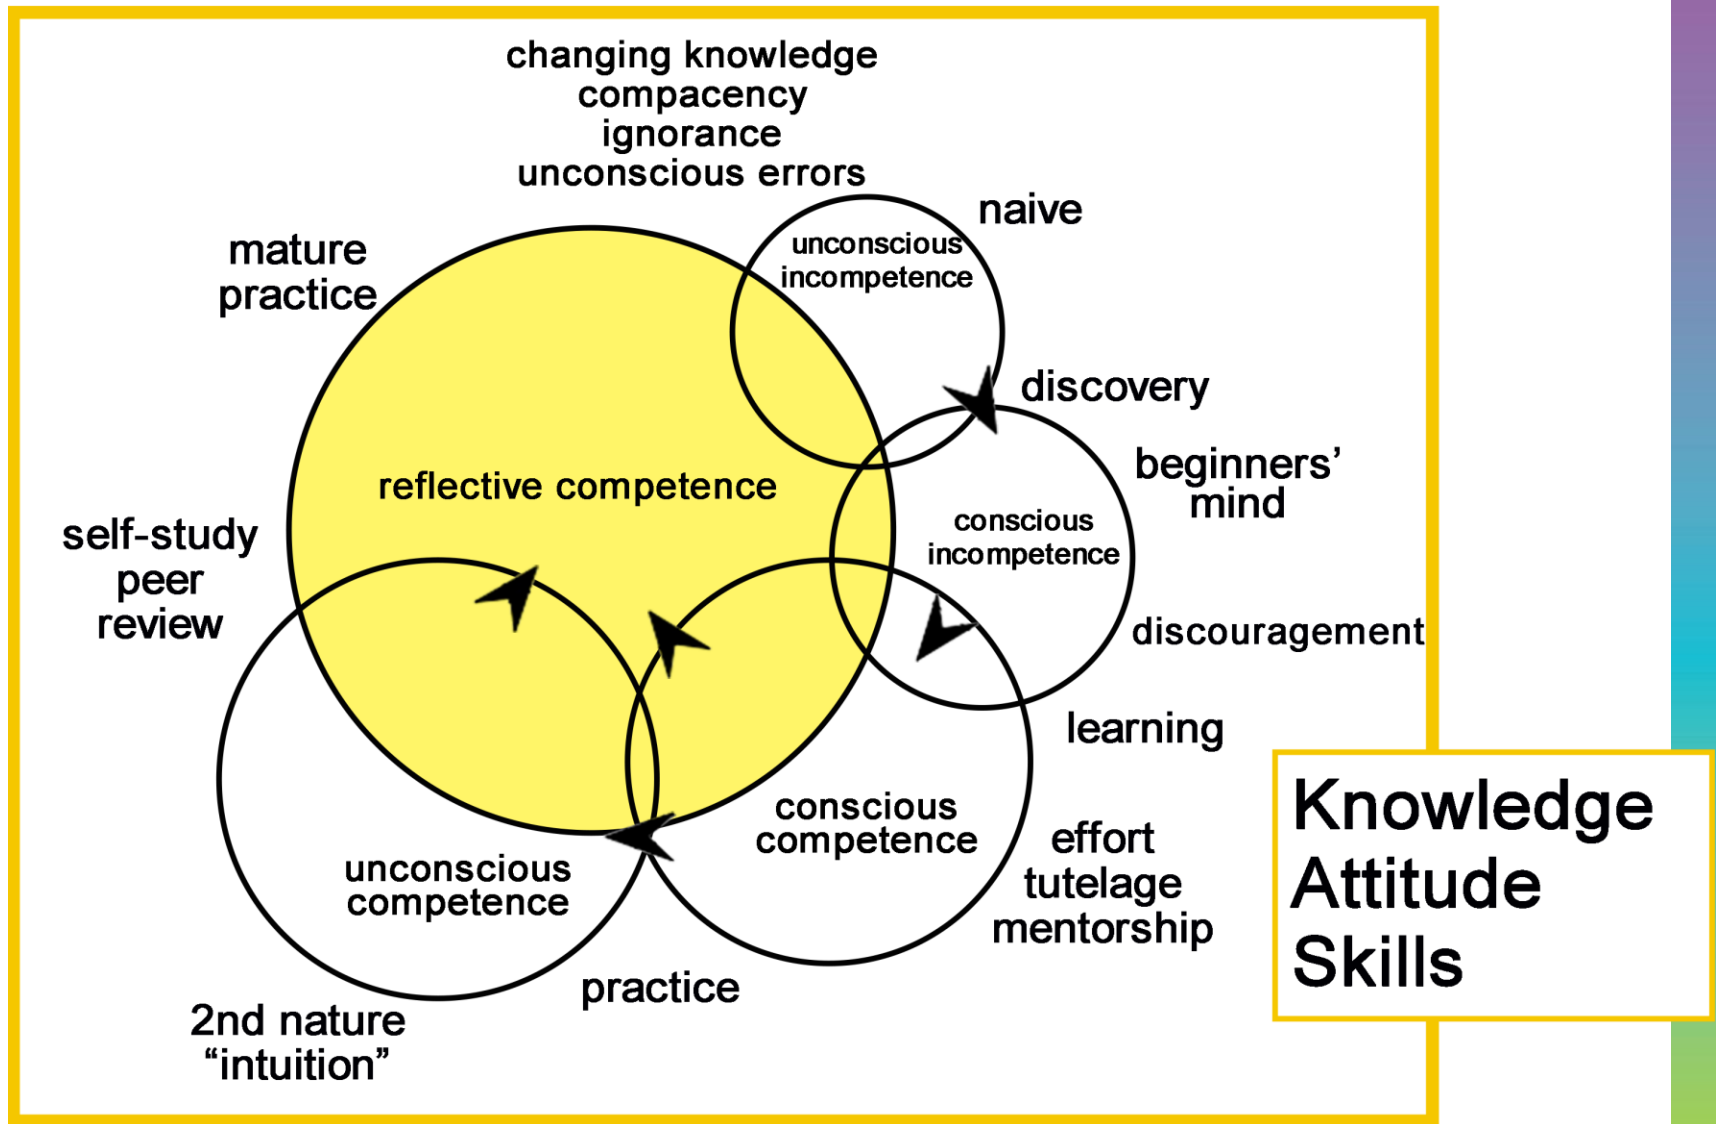 changing knowledge
compacency
ignorance
unconscious errors
naive
unconscious
incompetence
mature
practice
discovery
beginners’
mind
reflective competence
conscious
incompetence
self-study
peer
review
discouragement
learning
Knowledge
Attitude
Skills
conscious
competence
effort
tutelage
mentorship
unconscious
competence
practice
2nd nature
“intuition”